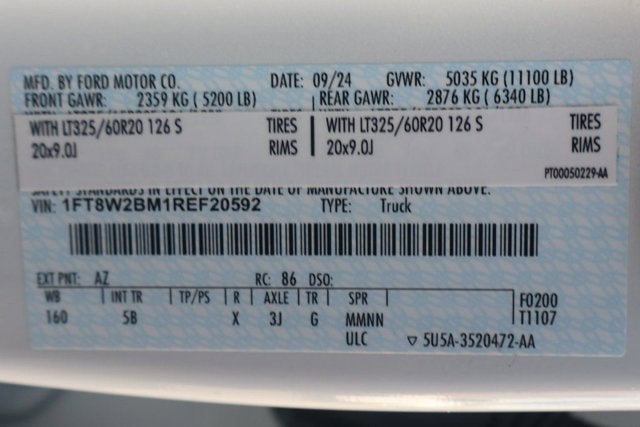 MFD. BY FORD MOTOR CO. DATE: 09/24 GVWR: 5035 KG (11100 LB)
FRONT GAWR: 2359 KG ( 5200 LB) REAR GAWR: 2876 KG ( 6340 LB)
WITH LT325/60R20 126 S TIRES WITH LT325/60R20 126 S TIRES
20x9.0J RIMS 20x9.0J RIMS
PT00050229-AA
SAFETY STANDARDS IN EFFECT ON THE DATE OF MANUFACTURE SHOWN ABOVE.
VIN: 1FT8W2BM1REF20592 TYPE: Truck
EXT PNT: AZ RC: 86 DSO:
WB INT TR TP/PS R AXLE TR SPR F0200
160 5B X 3J G MMNN T1107
ULC ▽ 5U5A-3520472-AA